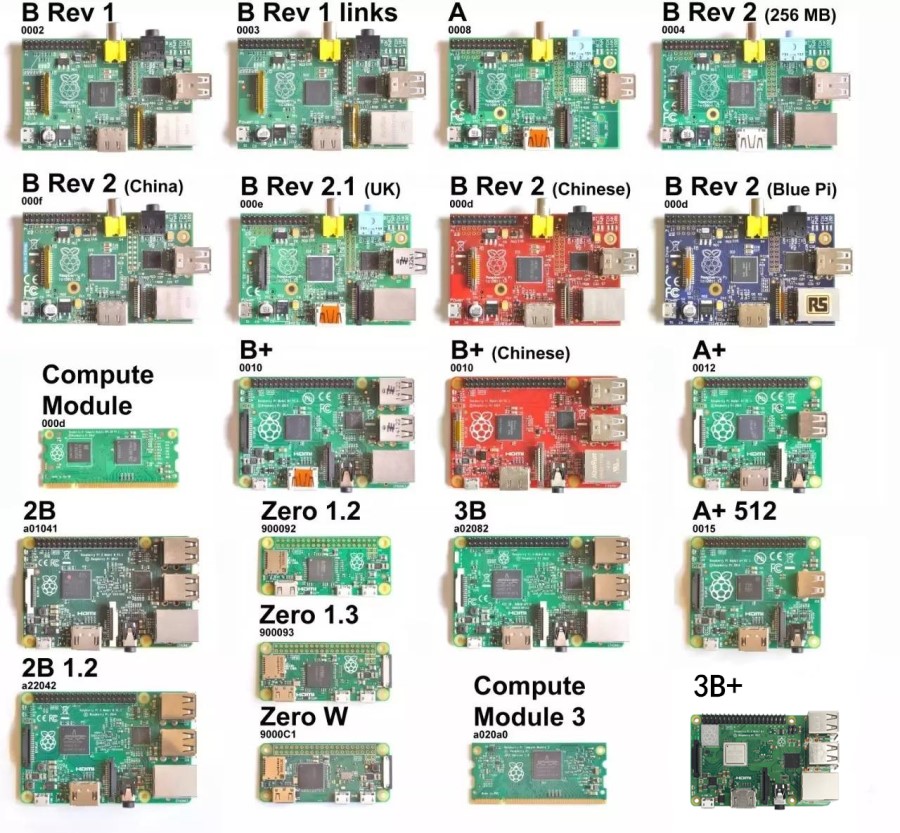 B Rev 1
0002
B Rev 1 links
0003
A
0008
B Rev 2 (256 MB)
0004
B Rev 2 (China)
000f
B Rev 2.1 (UK)
000e
B Rev 2 (Chinese)
000d
B Rev 2 (Blue Pi)
000d
RS
Compute
Module
000d
B+
0010
B+ (Chinese)
0010
A+
0012
2B
a01041
Zero 1.2
900092
3B
a02082
A+ 512
0015
Zero 1.3
900093
2B 1.2
a22042
Zero W
9000C1
Compute
Module 3
a020a0
3B+